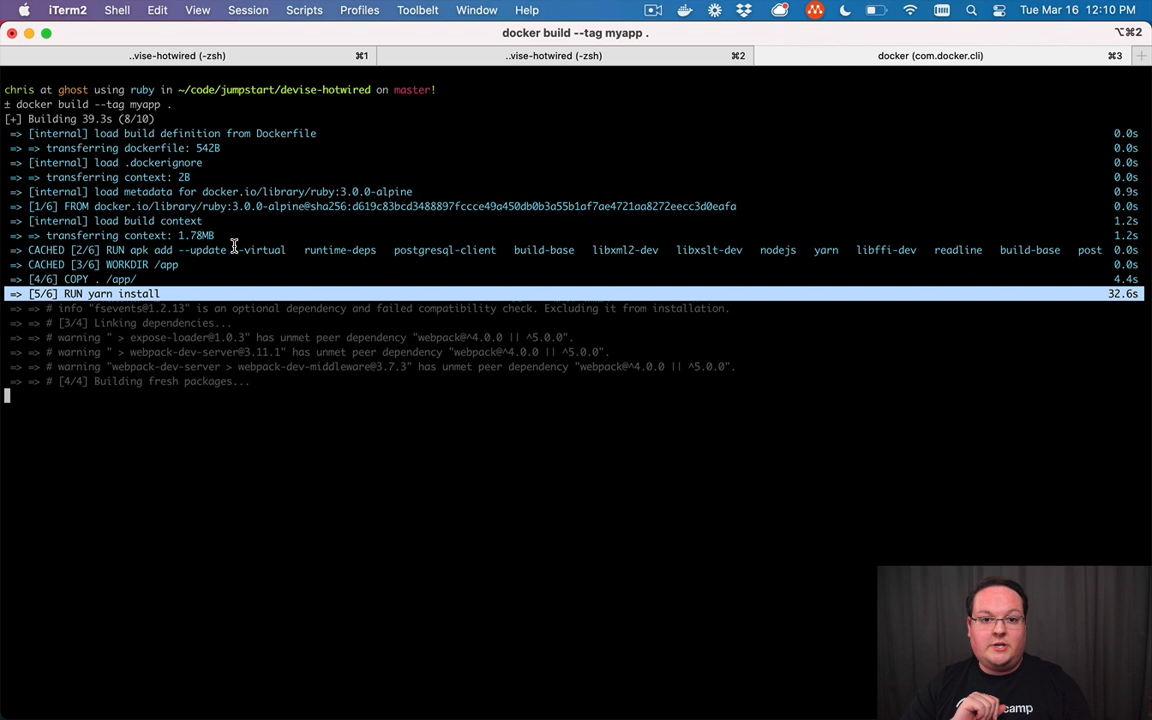 iTerm2 Shell Edit View Session Scripts Profiles Toolbelt Window Help Tue Mar 16 12:10 PM
docker build --tag myapp . ⌥⌘2
..vise-hotwired (-zsh) ⌘1 ..vise-hotwired (-zsh) ⌘2 docker (com.docker.cli) ⌘3
chris at ghost using ruby in ~/code/jumpstart/devise-hotwired on master!
± docker build --tag myapp .
[+] Building 39.3s (8/10)
=> [internal] load build definition from Dockerfile 0.0s
=> => transferring dockerfile: 542B 0.0s
=> [internal] load .dockerignore 0.0s
=> => transferring context: 2B 0.0s
=> [internal] load metadata for docker.io/library/ruby:3.0.0-alpine 0.9s
=> [1/6] FROM docker.io/library/ruby:3.0.0-alpine@sha256:d619c83bcd3488897fccce49a450db0b3a55b1af7ae4721aa8272eecc3d0eafa 0.0s
=> [internal] load build context 1.2s
=> => transferring context: 1.78MB 1.2s
=> CACHED [2/6] RUN apk add --update --virtual runtime-deps postgresql-client build-base libxml2-dev libxslt-dev nodejs yarn libffi-dev readline build-base post 0.0s
=> CACHED [3/6] WORKDIR /app 0.0s
=> [4/6] COPY . /app/ 4.4s
=> [5/6] RUN yarn install 32.6s
=> => # info "fsevents@1.2.13" is an optional dependency and failed compatibility check. Excluding it from installation.
=> => # [3/4] Linking dependencies...
=> => # warning " > expose-loader@1.0.3" has unmet peer dependency "webpack@^4.0.0 || ^5.0.0".
=> => # warning " > webpack-dev-server@3.11.1" has unmet peer dependency "webpack@^4.0.0 || ^5.0.0".
=> => # warning "webpack-dev-server > webpack-dev-middleware@3.7.3" has unmet peer dependency "webpack@^4.0.0 || ^5.0.0".
=> => # [4/4] Building fresh packages...
camp